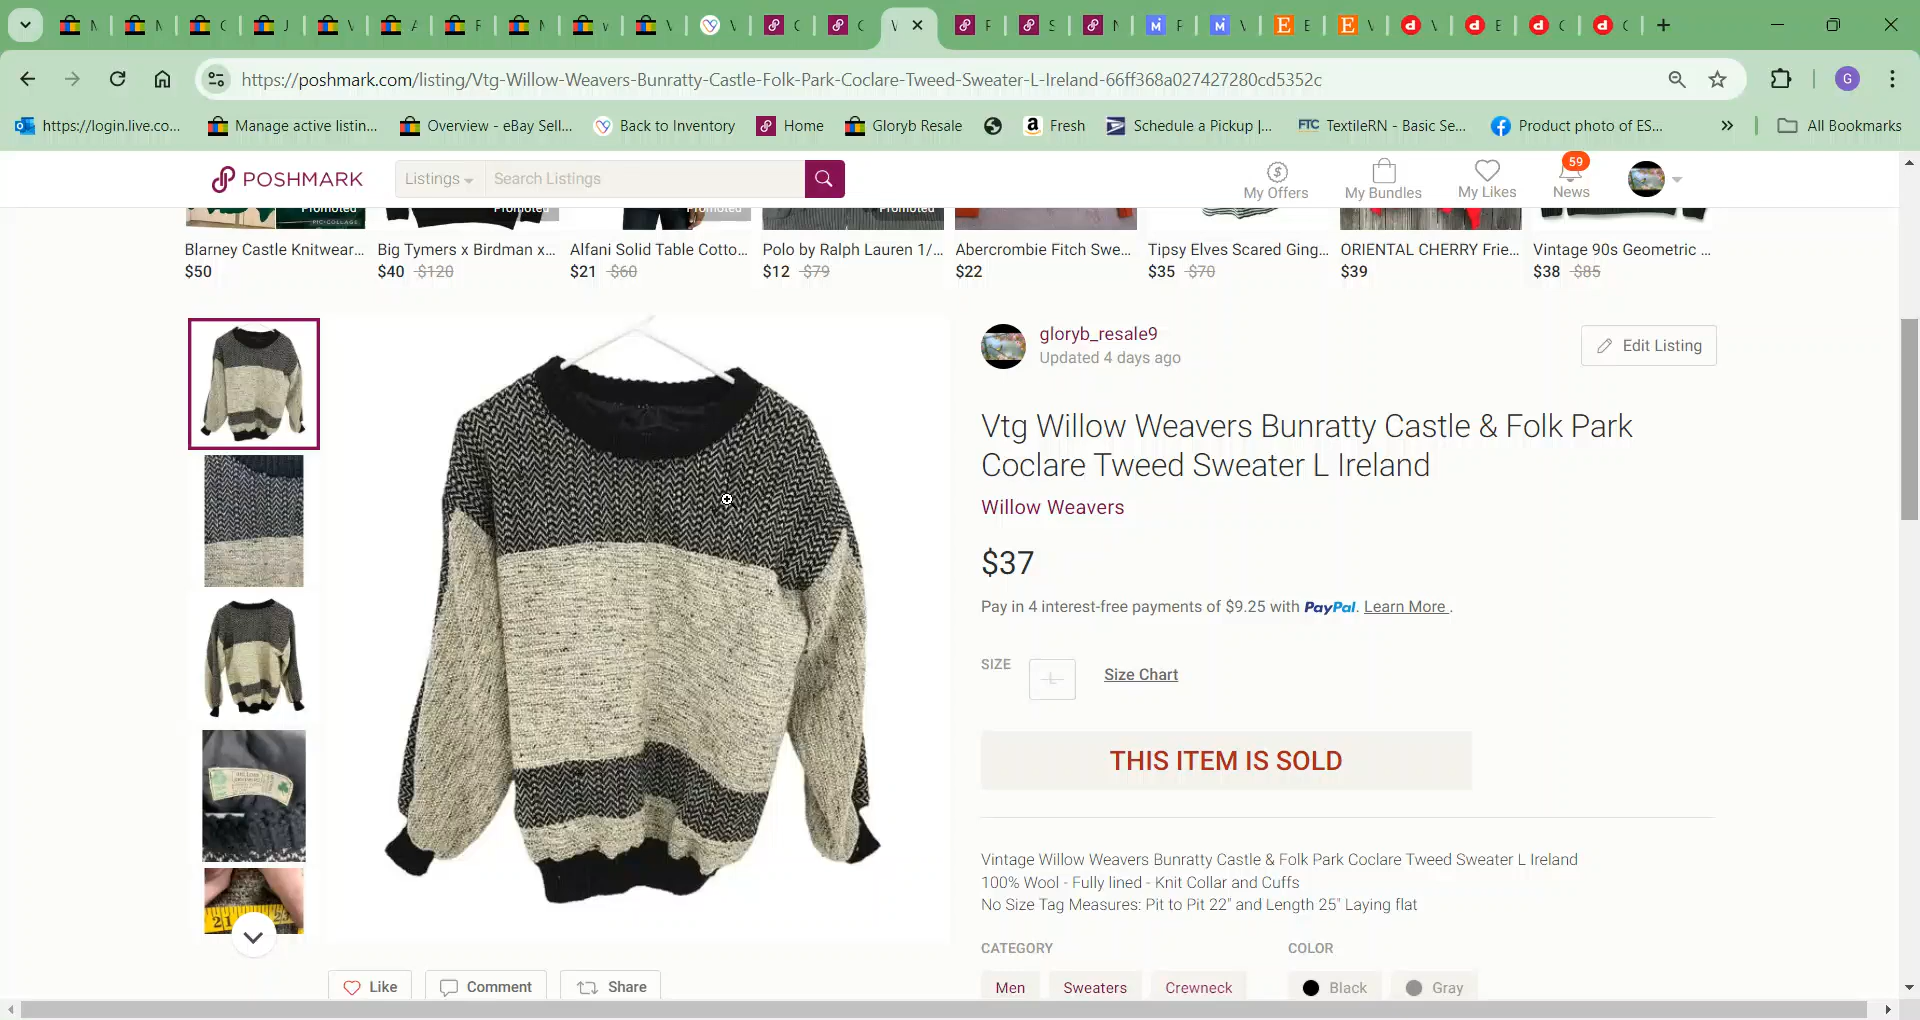 https://poshmark.com/listing/Vtg-Willow-Weavers-Bunratty-Castle-Folk-Park-Coclare-Tweed-Sweater-L-Ireland-66ff368a027427280cd5352c
G
https://login.live.co...
Manage active listin...
Overview - eBay Sell...
Back to Inventory
Home
Gloryb Resale
Fresh
Schedule a Pickup |...
FTC TextileRN - Basic Se...
Product photo of ES...
All Bookmarks
POSHMARK
Listings
Search Listings
My Offers
My Bundles
My Likes
59
News
Promoted
Promoted
Promoted
Promoted
PIC•COLLAGE
Blarney Castle Knitwear...
$50
Big Tymers x Birdman x...
$40 $120
Alfani Solid Table Cotto...
$21 $60
Polo by Ralph Lauren 1/...
$12 $79
Abercrombie Fitch Swe...
$22
Tipsy Elves Scared Ging...
$35 $70
ORIENTAL CHERRY Frie...
$39
Vintage 90s Geometric ...
$38 $85
gloryb_resale9
Updated 4 days ago
Edit Listing
Vtg Willow Weavers Bunratty Castle & Folk Park
Coclare Tweed Sweater L Ireland
Willow Weavers
$37
Pay in 4 interest-free payments of $9.25 with PayPal. Learn More .
SIZE
L
Size Chart
THIS ITEM IS SOLD
Vintage Willow Weavers Bunratty Castle & Folk Park Coclare Tweed Sweater L Ireland
100% Wool - Fully lined - Knit Collar and Cuffs
No Size Tag Measures: Pit to Pit 22" and Length 25" Laying flat
CATEGORY
Men
Sweaters
Crewneck
COLOR
Black
Gray
21
Like
Comment
Share